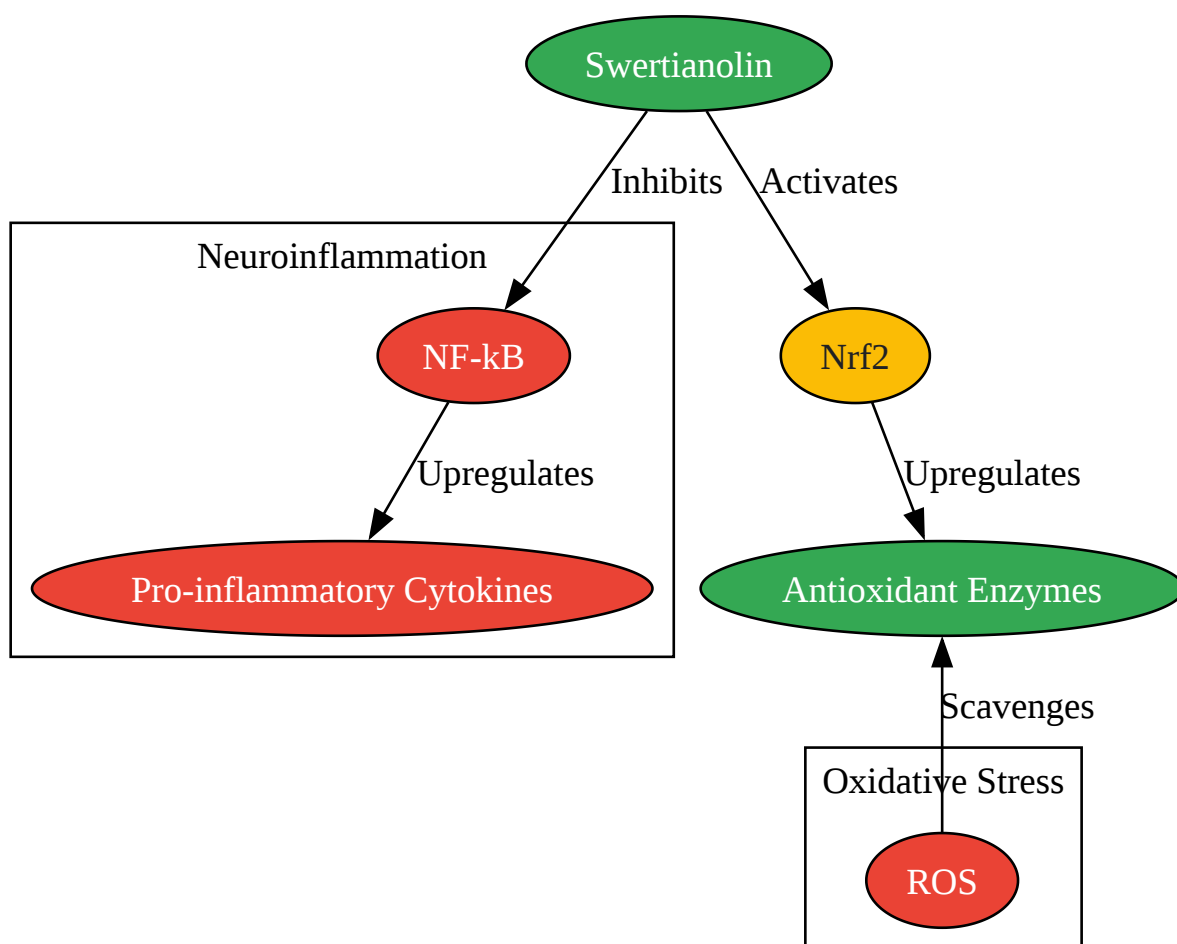 Swertianolin
Inhibits
Activates
Neuroinflammation
NF-kB
Nrf2
Upregulates
Upregulates
Pro-inflammatory Cytokines
Antioxidant Enzymes
Scavenges
Oxidative Stress
ROS